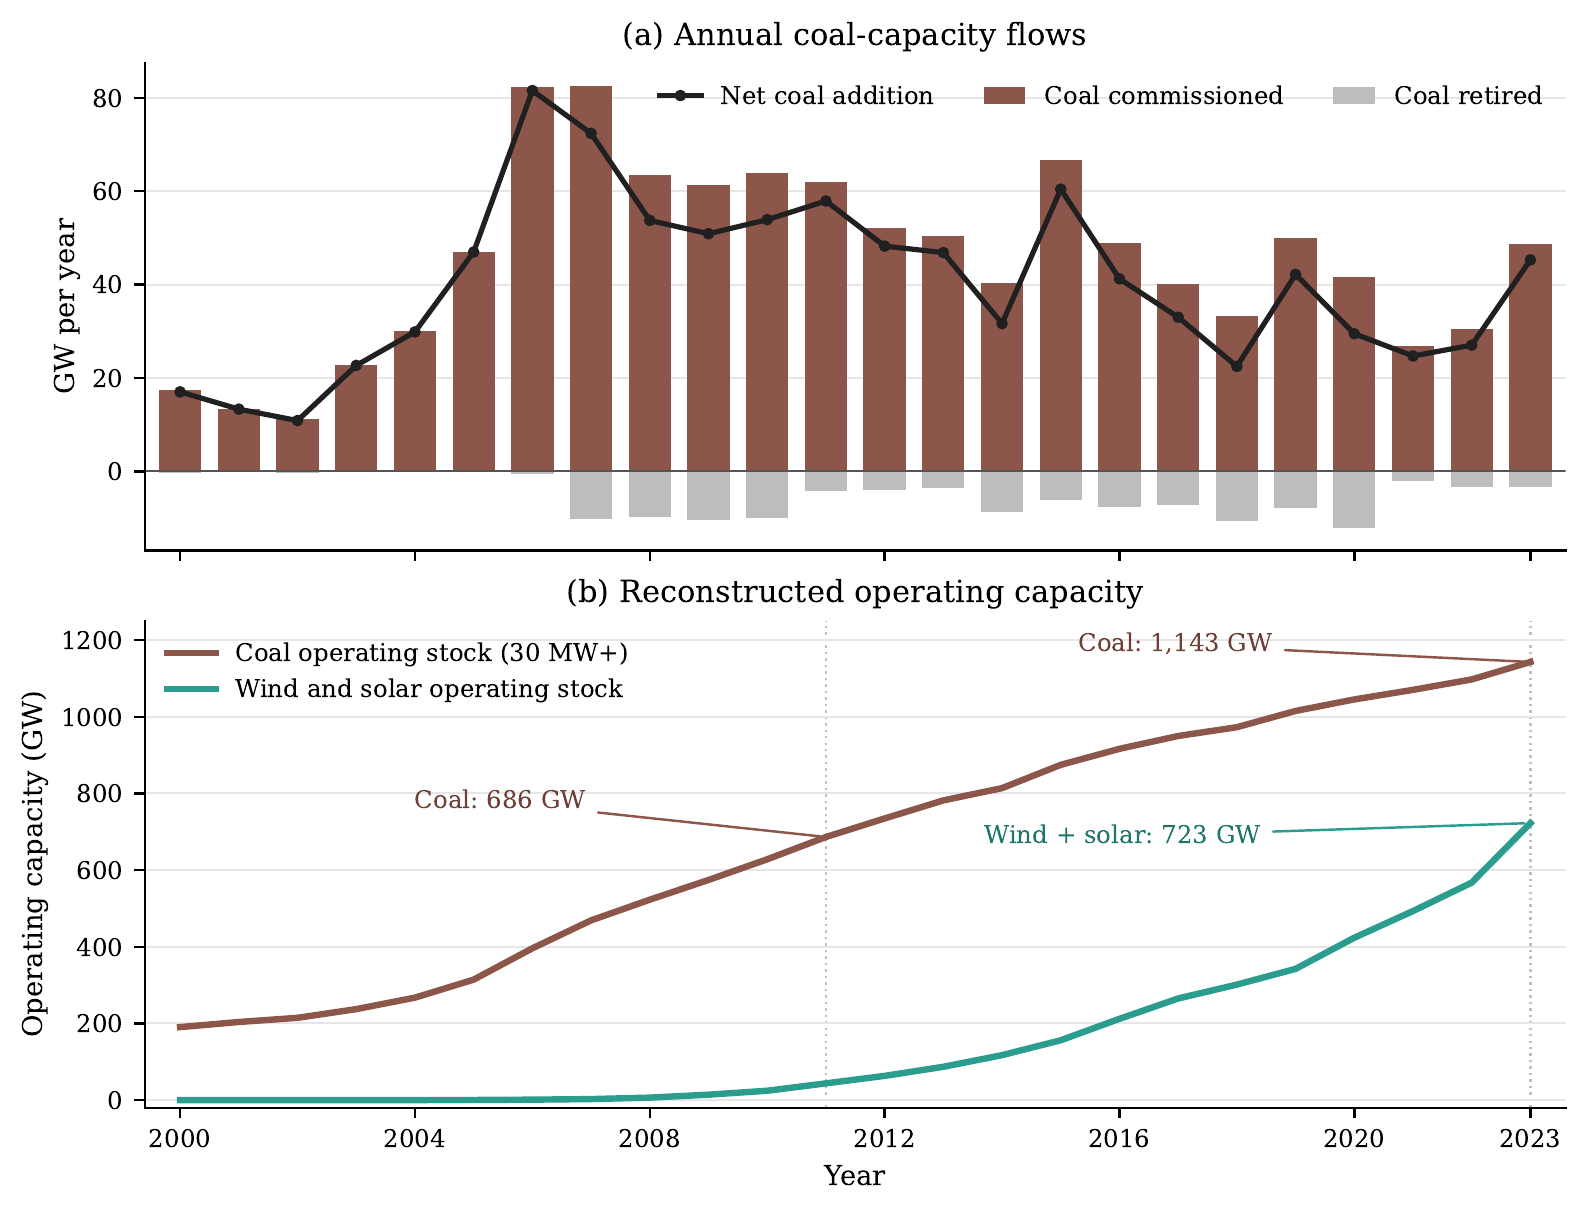 (a) Annual coal-capacity flows
Net coal addition
Coal commissioned
Coal retired
GW per year
80
60
40
20
0
(b) Reconstructed operating capacity
Coal operating stock (30 MW+)
Wind and solar operating stock
Coal: 1,143 GW
Coal: 686 GW
Wind + solar: 723 GW
Operating capacity (GW)
1200
1000
800
600
400
200
0
2000 2004 2008 2012 2016 2020 2023
Year